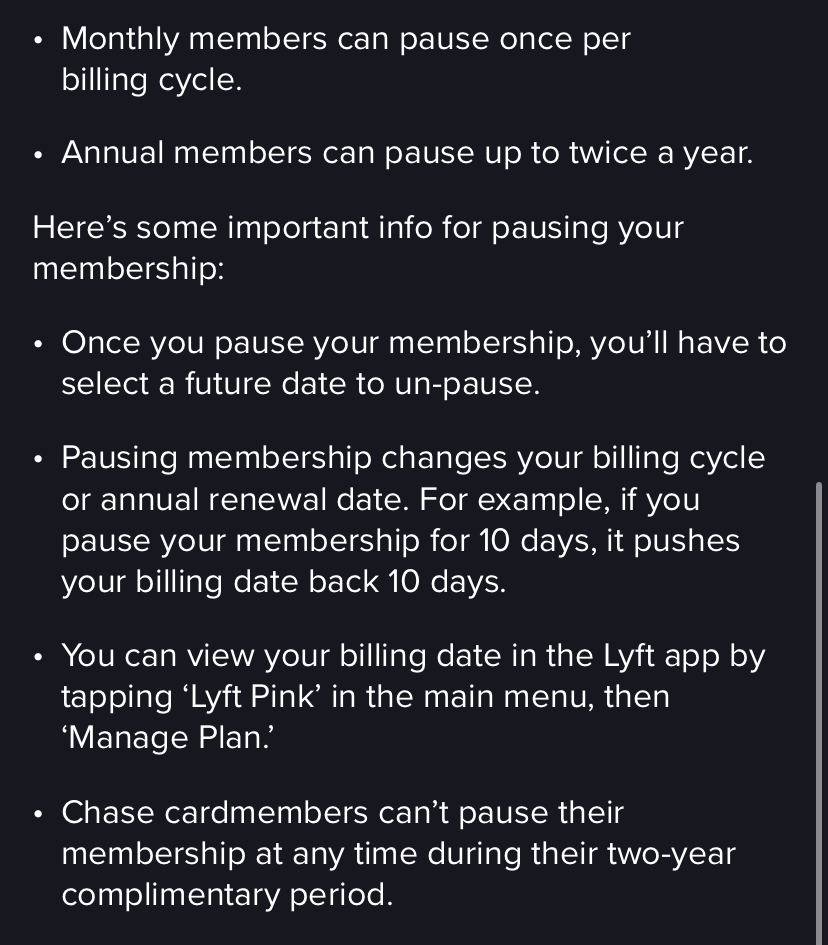 • Monthly members can pause once per
billing cycle.
• Annual members can pause up to twice a year.
Here’s some important info for pausing your
membership:
• Once you pause your membership, you’ll have to
select a future date to un-pause.
• Pausing membership changes your billing cycle
or annual renewal date. For example, if you
pause your membership for 10 days, it pushes
your billing date back 10 days.
• You can view your billing date in the Lyft app by
tapping ‘Lyft Pink’ in the main menu, then
‘Manage Plan.’
• Chase cardmembers can’t pause their
membership at any time during their two-year
complimentary period.